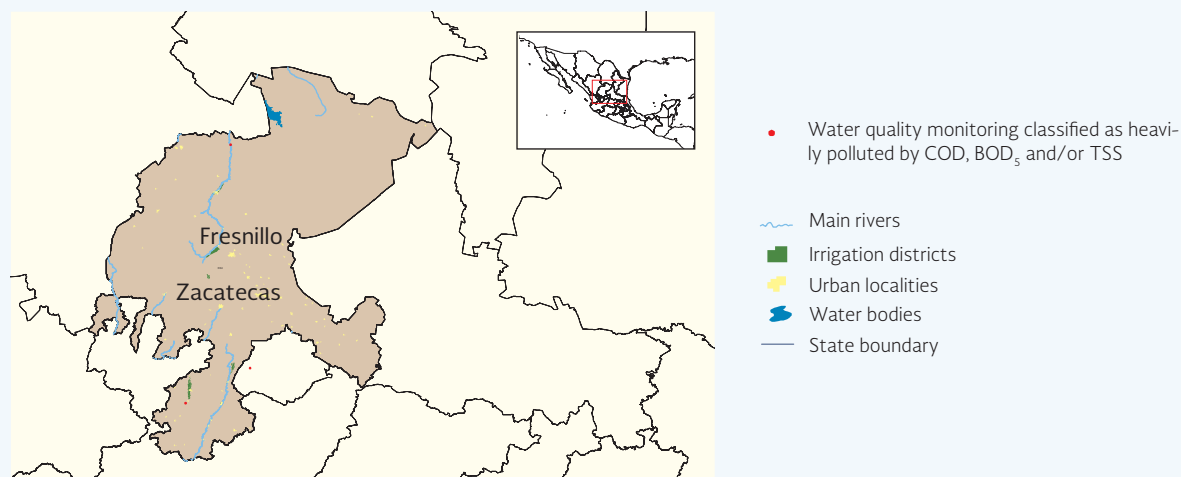 Fresnillo
Zacatecas
Water quality monitoring classified as heavi-
ly polluted by COD, BOD₅ and/or TSS
Main rivers
Irrigation districts
Urban localities
Water bodies
State boundary